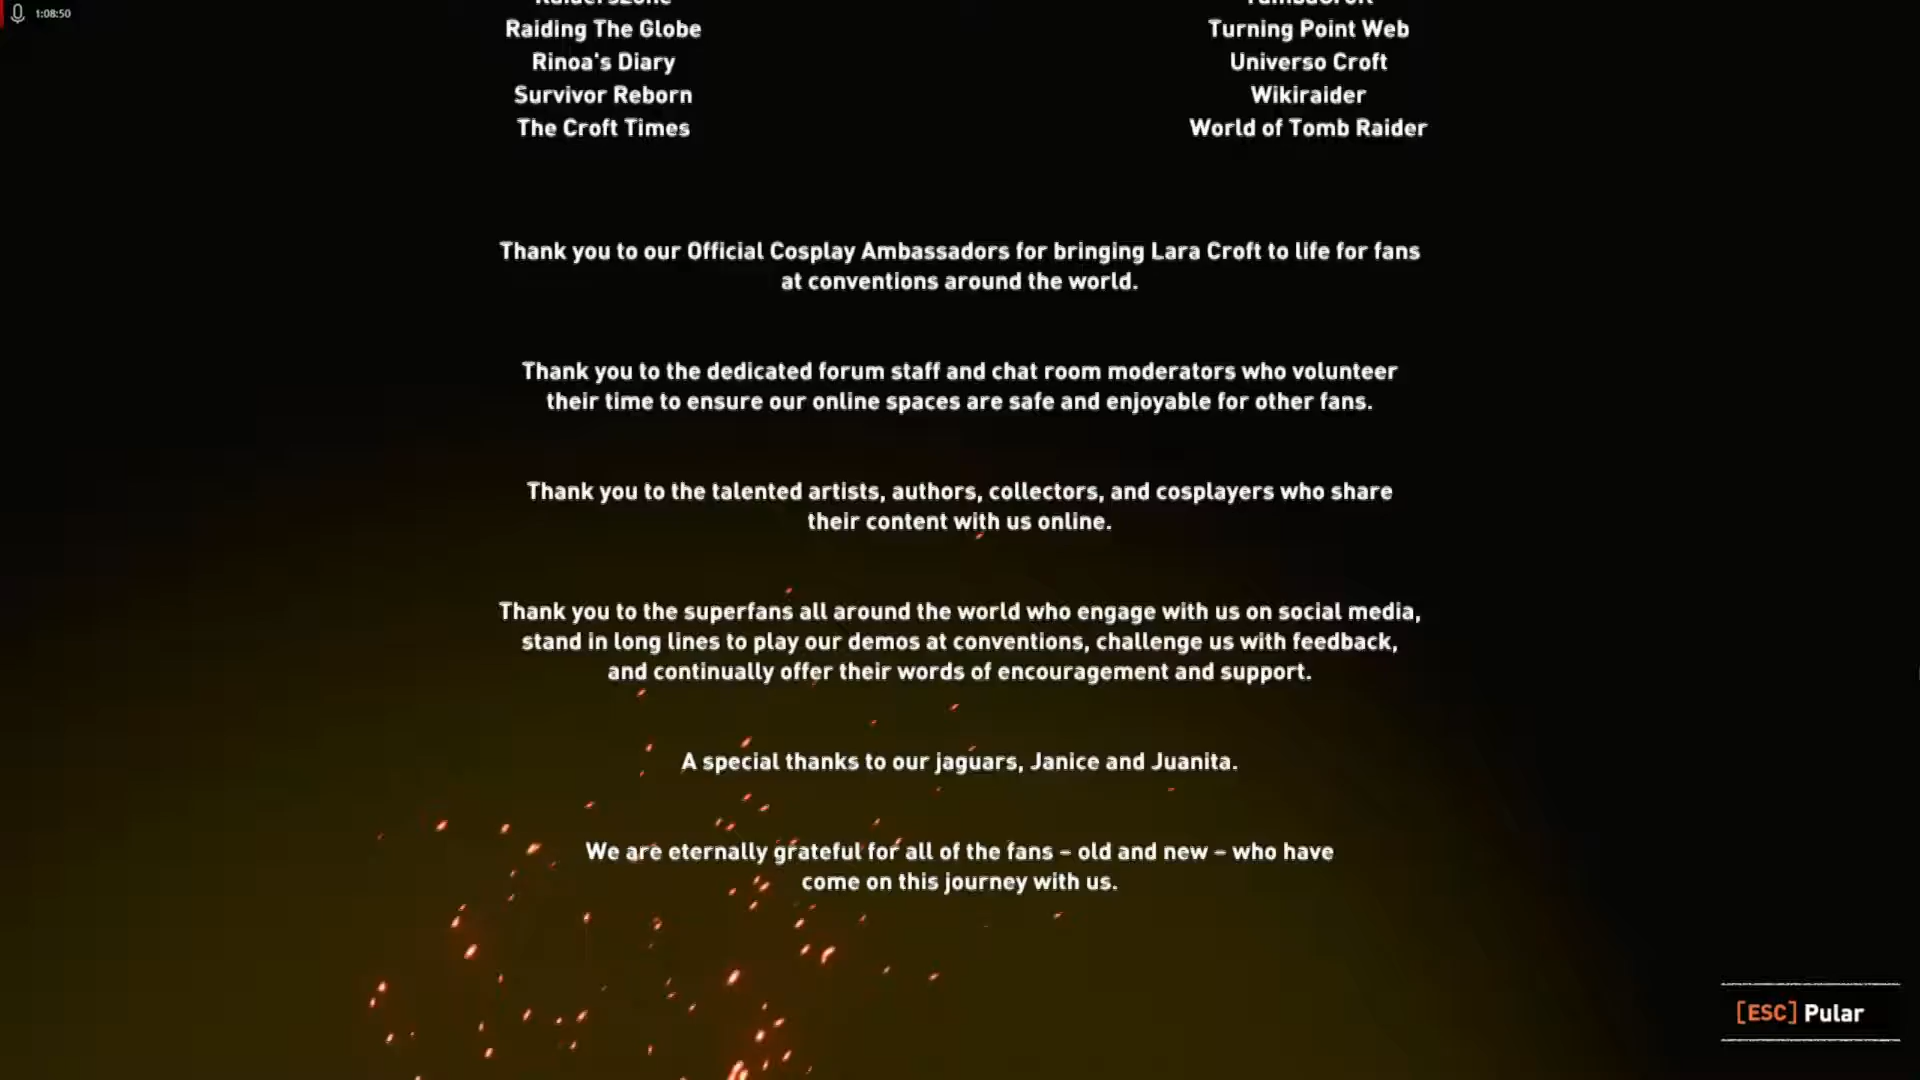 1:08:50
Raiding The Globe
Rinoa's Diary
Survivor Reborn
The Croft Times
Turning Point Web
Universo Croft
Wikiraider
World of Tomb Raider
Thank you to our Official Cosplay Ambassadors for bringing Lara Croft to life for fans
at conventions around the world.
Thank you to the dedicated forum staff and chat room moderators who volunteer
their time to ensure our online spaces are safe and enjoyable for other fans.
Thank you to the talented artists, authors, collectors, and cosplayers who share
their content with us online.
Thank you to the superfans all around the world who engage with us on social media,
stand in long lines to play our demos at conventions, challenge us with feedback,
and continually offer their words of encouragement and support.
A special thanks to our jaguars, Janice and Juanita.
We are eternally grateful for all of the fans – old and new – who have
come on this journey with us.
[ESC] Pular